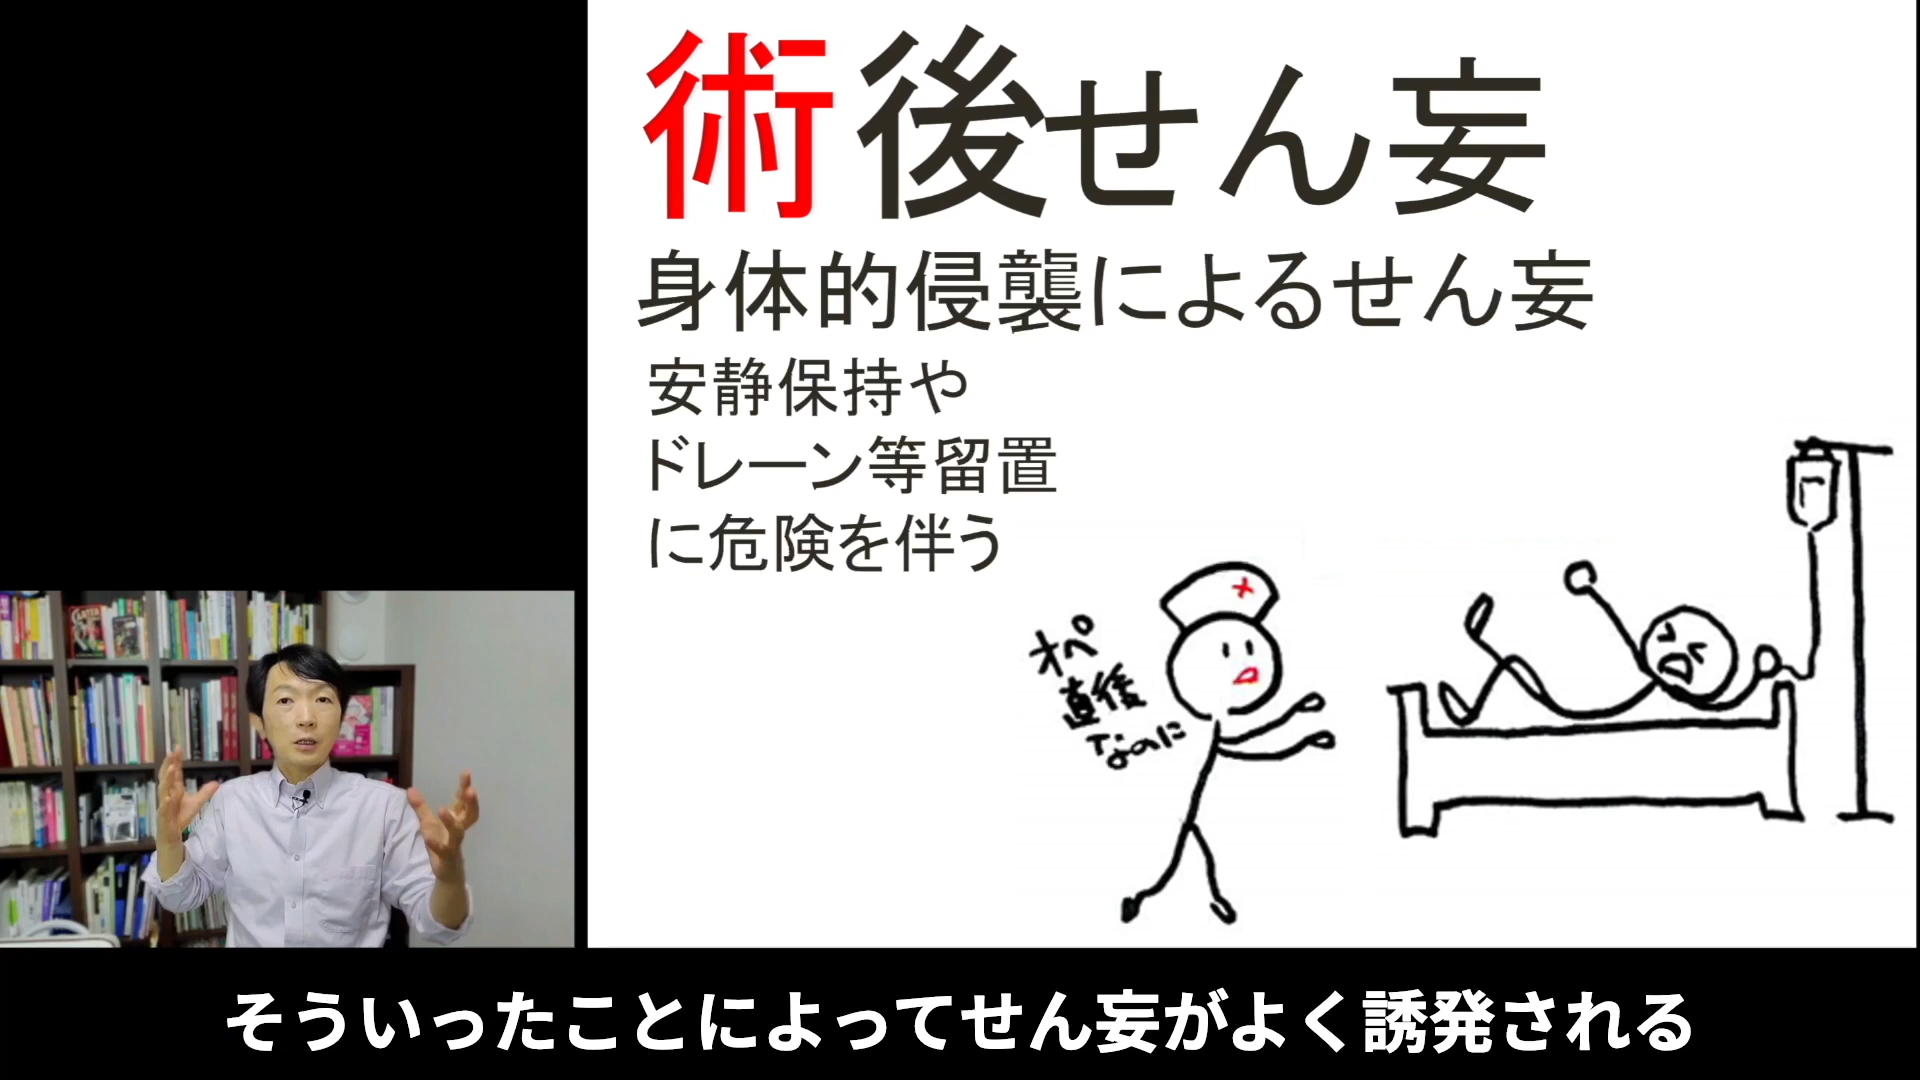 術後せん妄
身体的侵襲によるせん妄
安静保持や
ドレーン等留置
に危険を伴う
オペ
直後
なのに
そういったことによってせん妄がよく誘発される